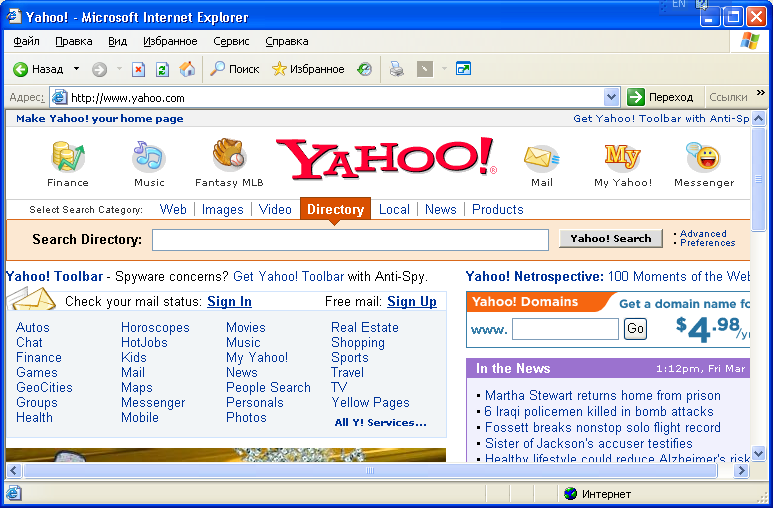 Yahoo! - Microsoft Internet Explorer
EN
Файл Правка Вид Избранное Сервис Справка
Назад Поиск Избранное
Адрес: http://www.yahoo.com Переход Ссылки »
Make Yahoo! your home page Get Yahoo! Toolbar with Anti-Sp
YAHOO!®
My
Finance Music Fantasy MLB Mail My Yahoo! Messenger
Select Search Category: Web | Images | Video Directory Local | News | Products
Search Directory: Yahoo! Search • Advanced
• Preferences
Yahoo! Toolbar - Spyware concerns? Get Yahoo! Toolbar with Anti-Spy. Yahoo! Netrospective: 100 Moments of the Web
Check your mail status: Sign In Free mail: Sign Up
Yahoo! Domains Get a domain name fo
www. Go $4.98/y
Autos Horoscopes Movies Real Estate
Chat HotJobs Music Shopping
Finance Kids My Yahoo! Sports
Games Mail News Travel
GeoCities Maps People Search TV
Groups Messenger Personals Yellow Pages
Health Mobile Photos All Y! Services...
In the News 1:12pm, Fri Mar
• Martha Stewart returns home from prison
• 6 Iraqi policemen killed in bomb attacks
• Fossett breaks nonstop solo flight record
• Sister of Jackson's accuser testifies
• Healthy lifestyle could reduce Alzheimer's risk
Интернет